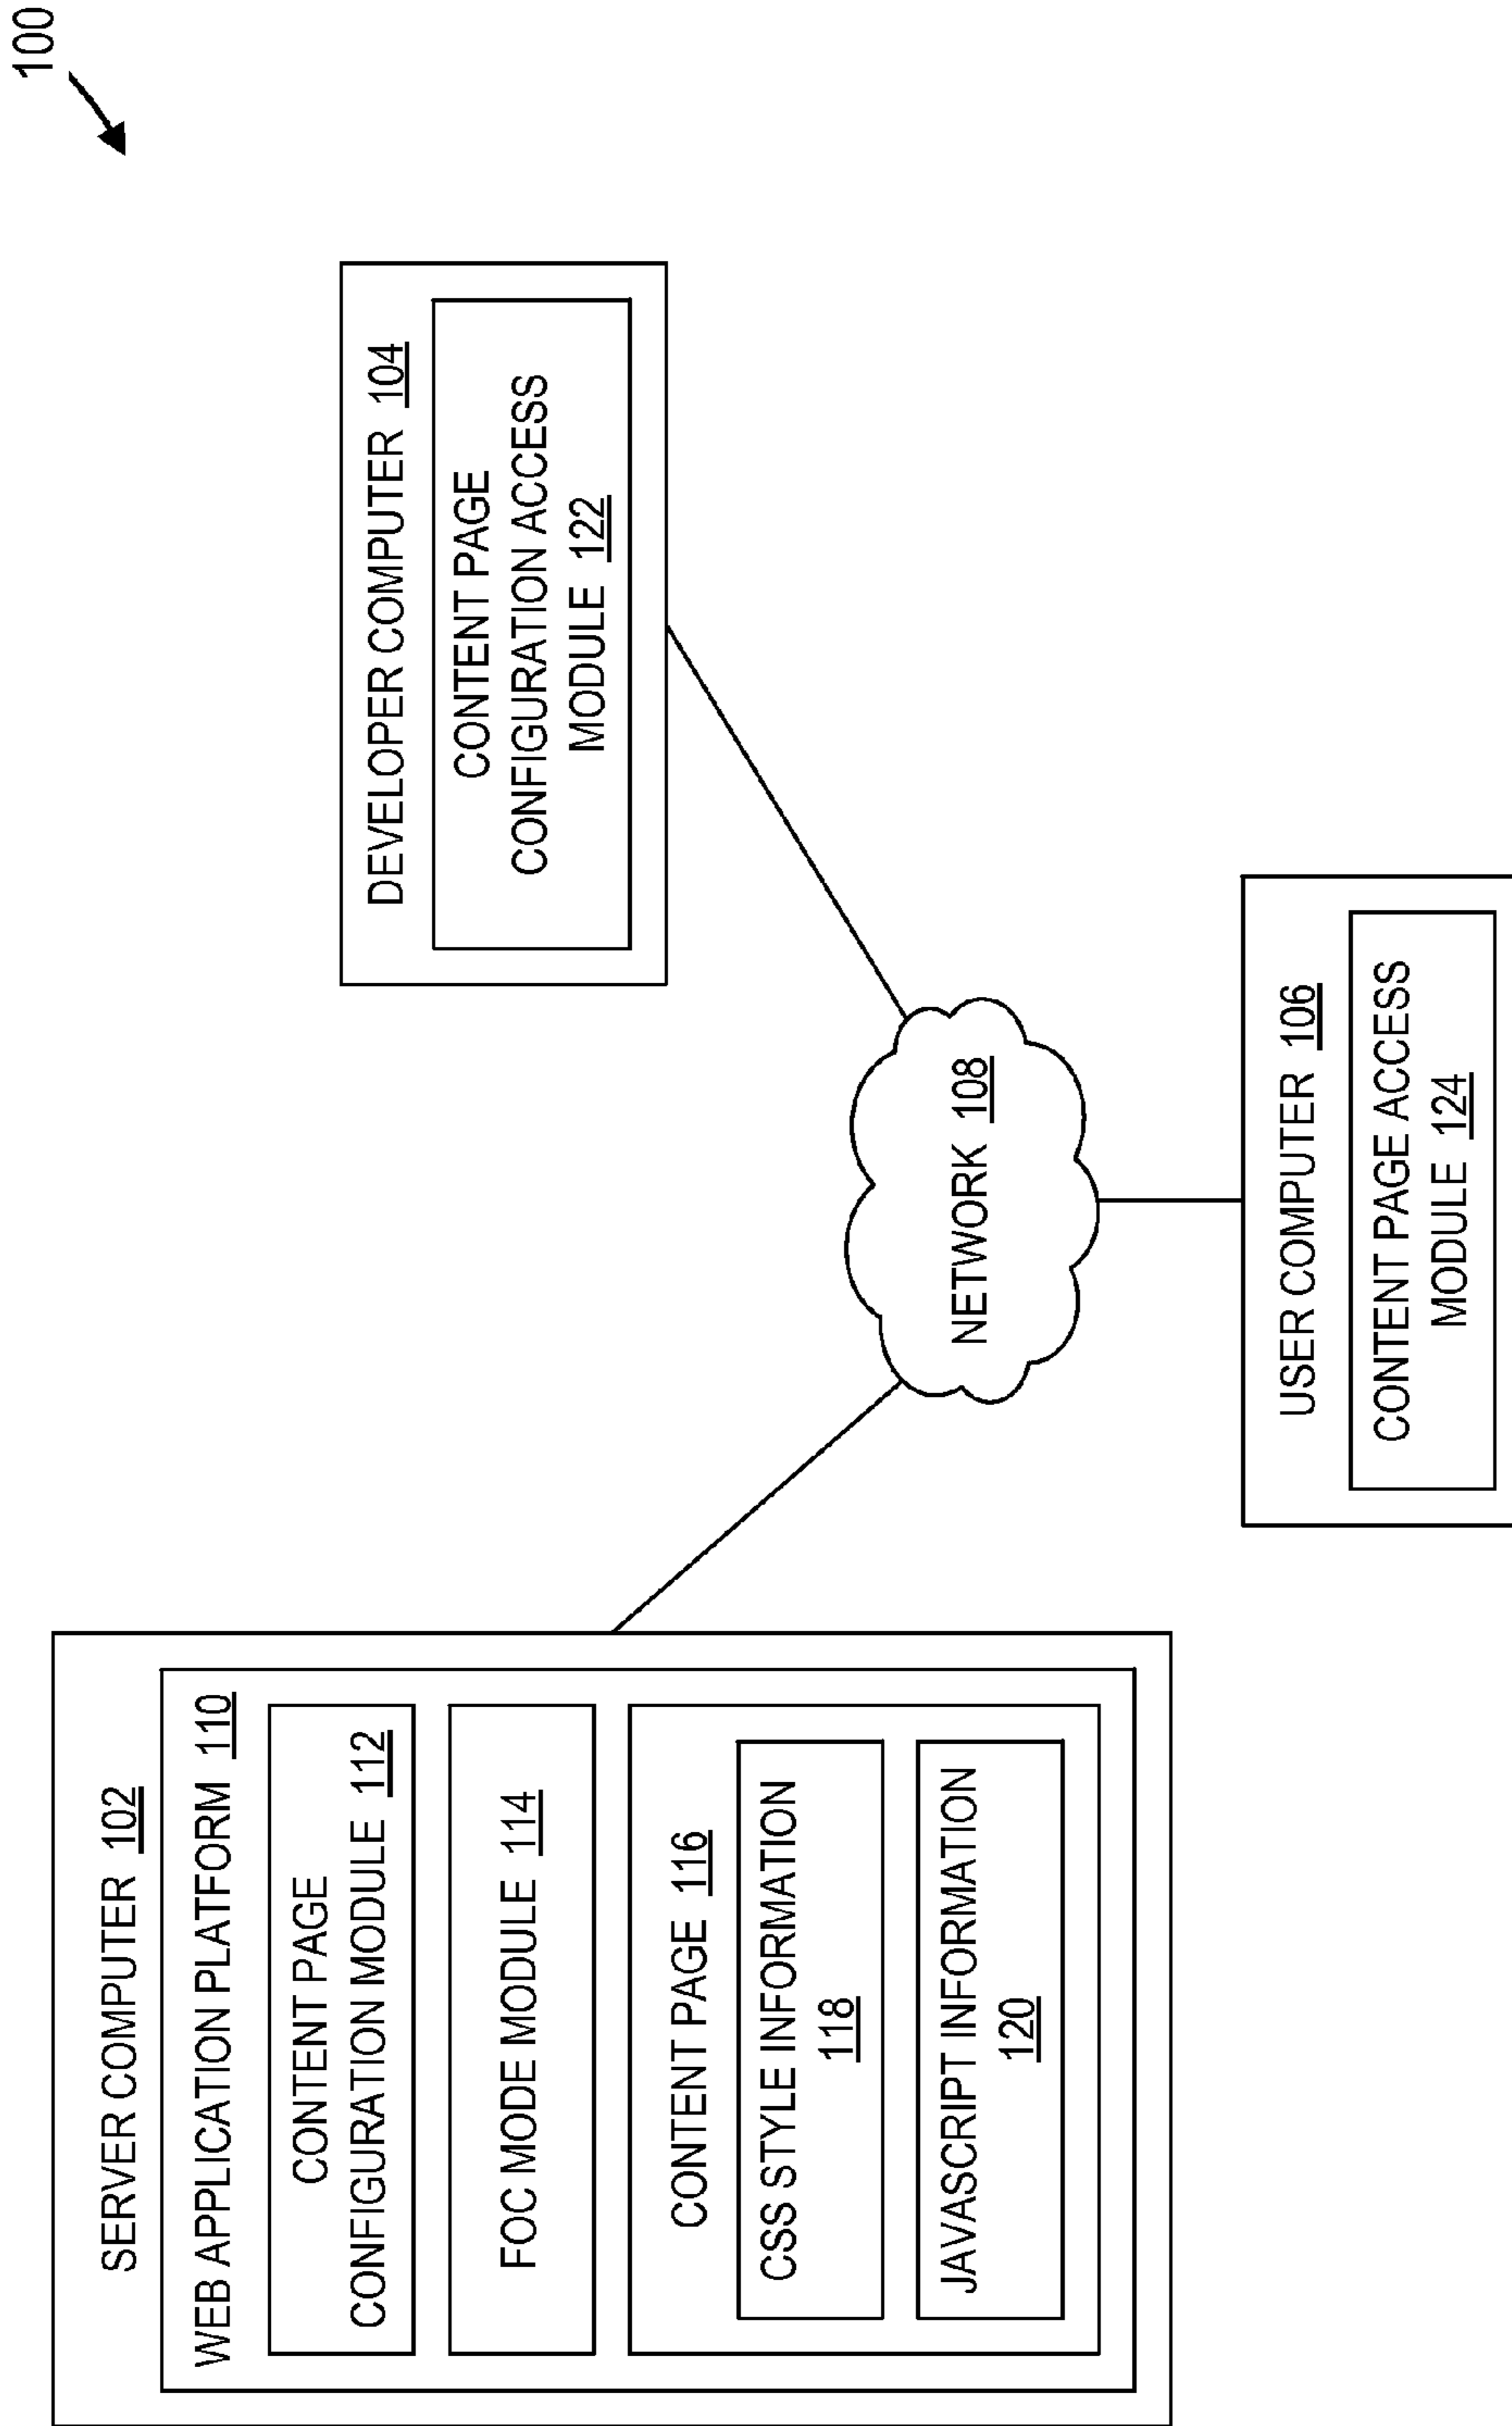 100
SERVER COMPUTER 102
WEB APPLICATION PLATFORM 110
CONTENT PAGE
CONFIGURATION MODULE 112
FOC MODE MODULE 114
CONTENT PAGE 116
CSS STYLE INFORMATION
118
JAVASCRIPT INFORMATION
120
NETWORK 108
DEVELOPER COMPUTER 104
CONTENT PAGE
CONFIGURATION ACCESS
MODULE 122
USER COMPUTER 106
CONTENT PAGE ACCESS
MODULE 124